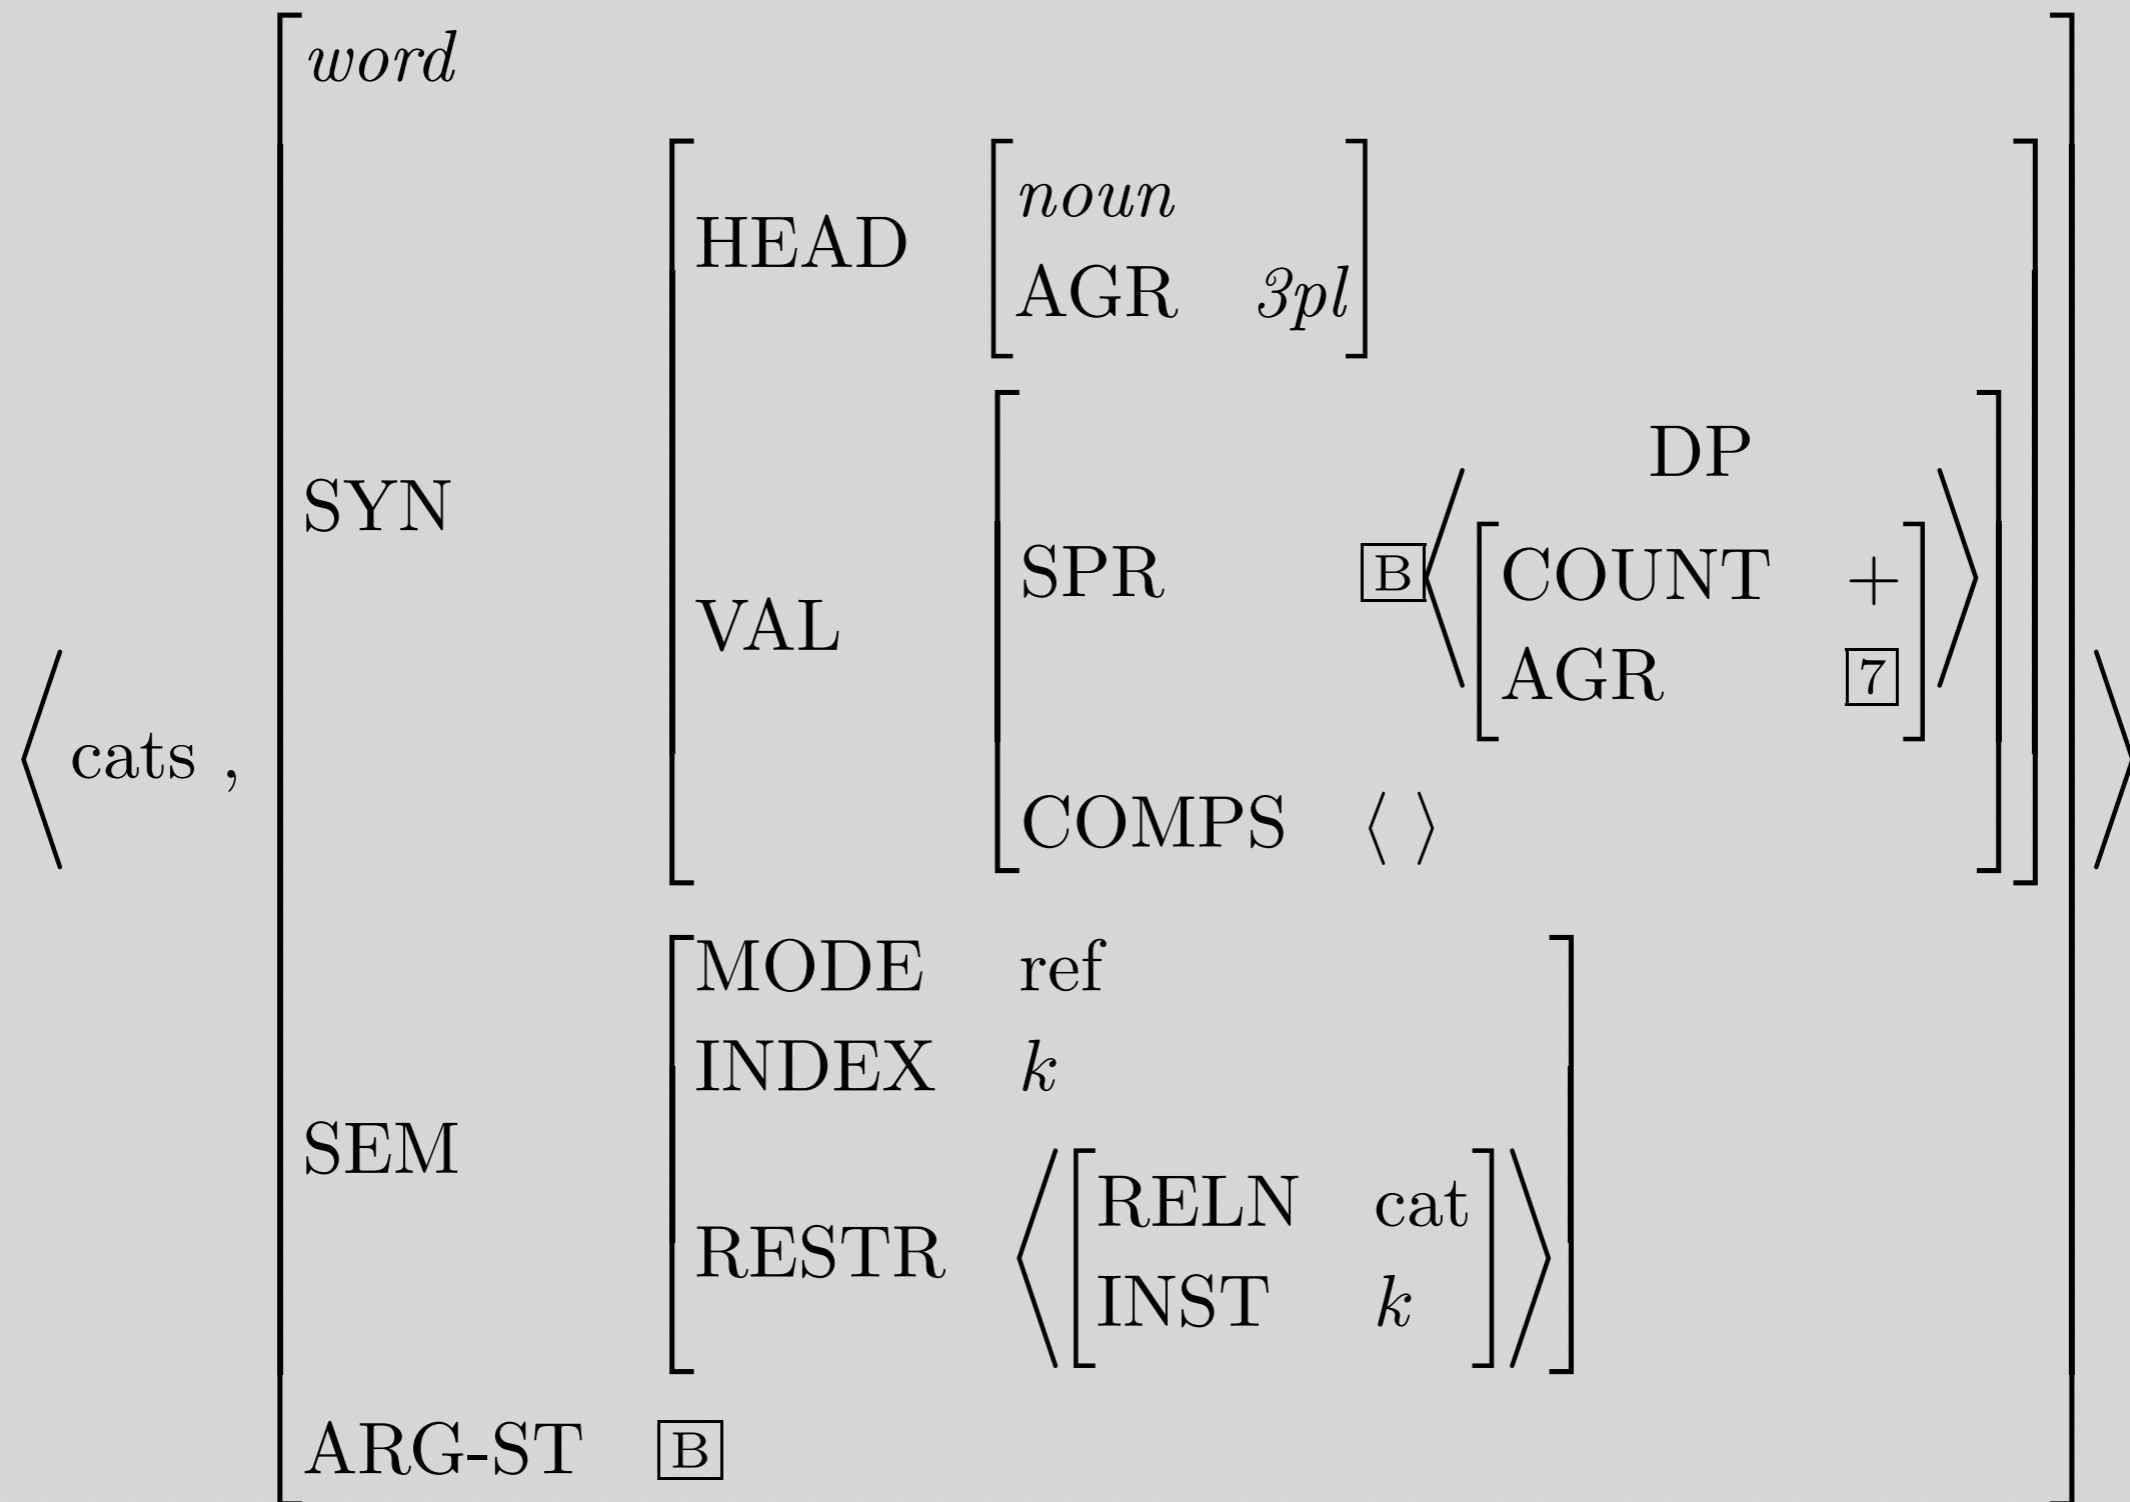 word
HEAD noun
AGR 3pl
SYN
VAL
SPR B ⟨ DP
COUNT +
AGR 7 ⟩
COMPS ⟨ ⟩
⟨ cats ,
MODE ref
INDEX k
SEM
RESTR ⟨ RELN cat
INST k ⟩
ARG-ST B ⟩